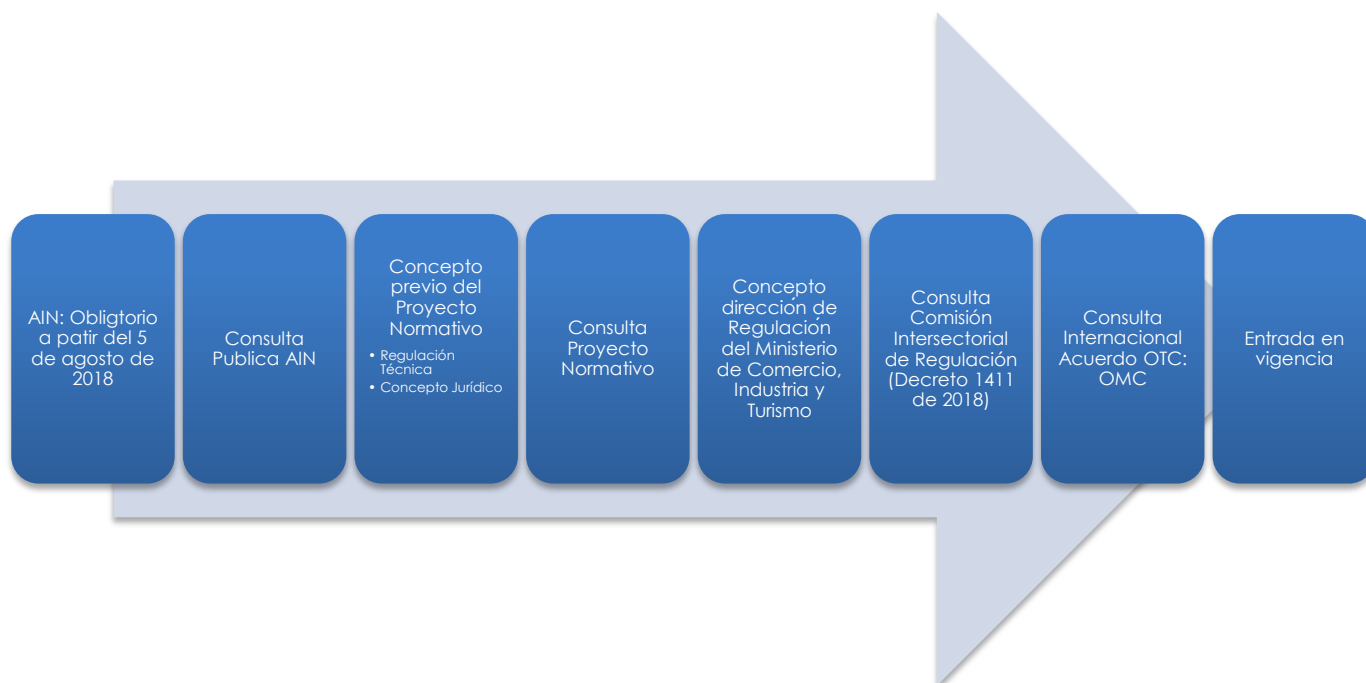 AIN: Obligtorio
a patir del 5
de agosto de
2018
Consulta
Publica AIN
Concepto
previo del
Proyecto
Normativo
• Regulación
Técnica
• Concepto Jurídico
Consulta
Proyecto
Normativo
Concepto
dirección de
Regulación
del Ministerio
de Comercio,
Industria y
Turismo
Consulta
Comisión
Intersectorial
de Regulación
(Decreto 1411
de 2018)
Consulta
Internacional
Acuerdo OTC:
OMC
Entrada en
vigencia